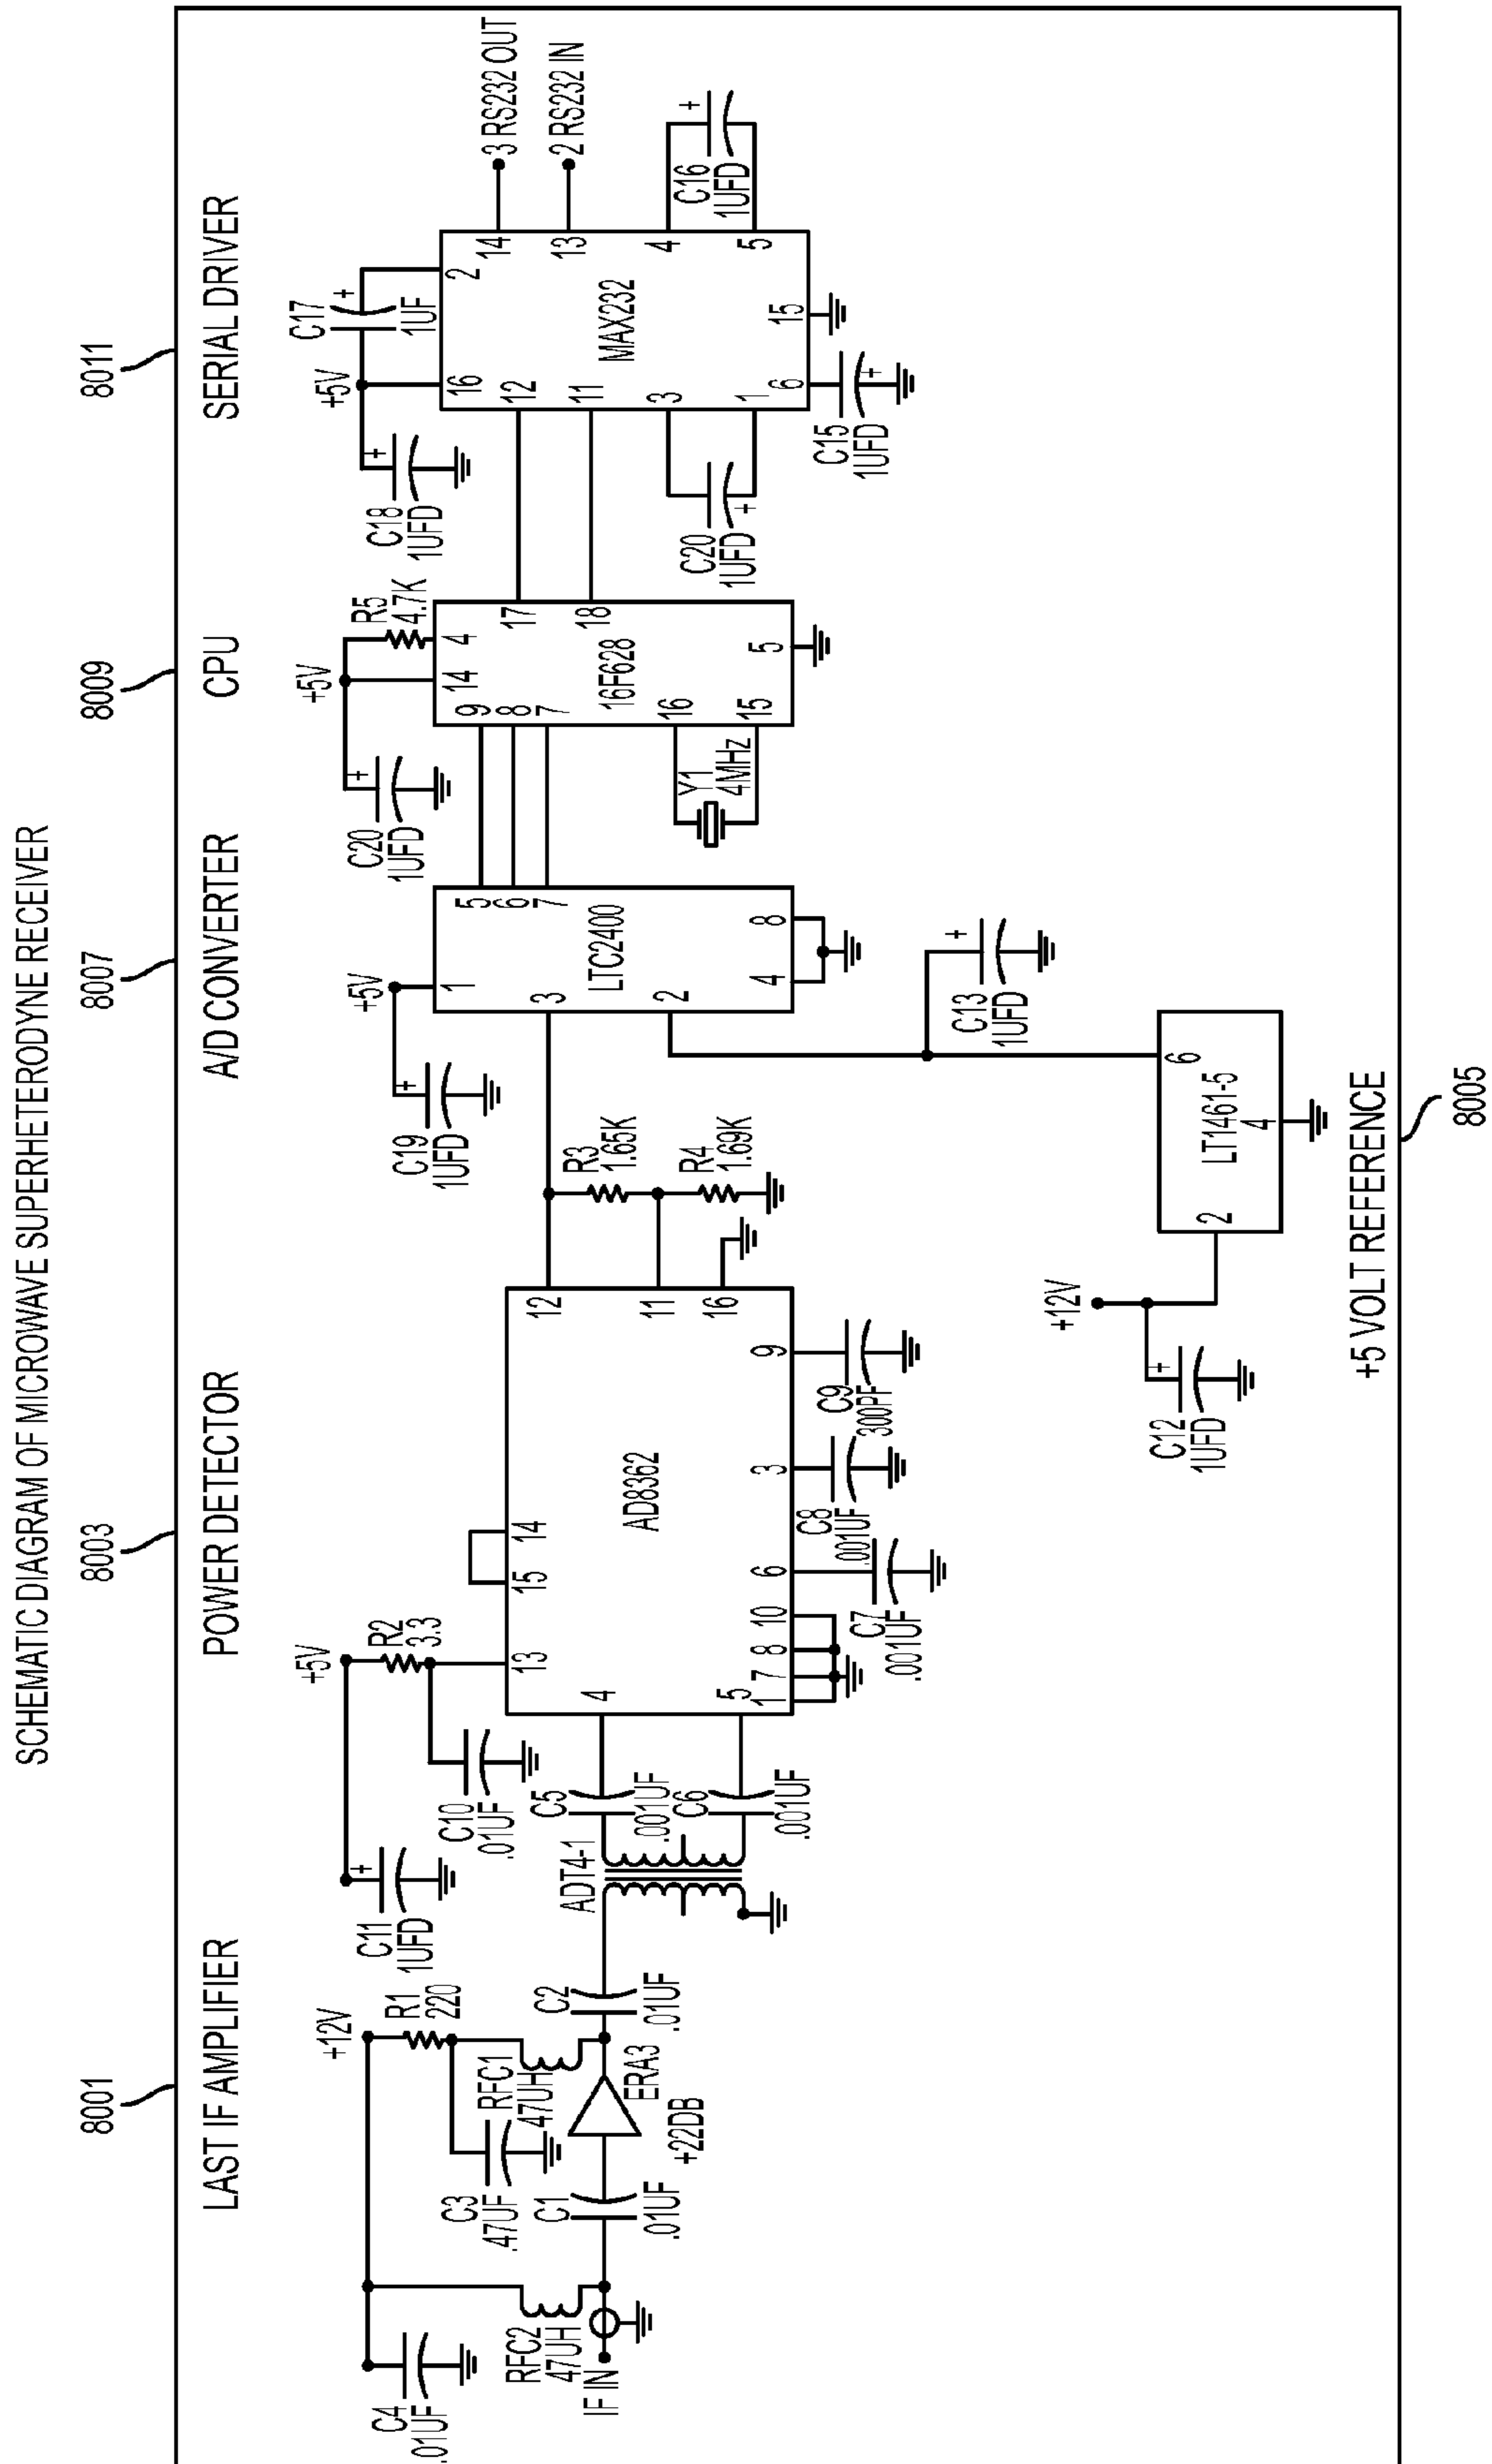 SCHEMATIC DIAGRAM OF MICROWAVE SUPERHETERODYNE RECEIVER
8001
8003
8007
8009
8011
LAST IF AMPLIFIER
POWER DETECTOR
A/D CONVERTER
CPU
SERIAL DRIVER
C4
.01UF
RFC2
47UH
IF IN
+12V
R1
220
C3
.47UF
RFC1
47UH
C1
.01UF
ERA3
+22DB
C2
.01UF
ADT4-1
C11
1UFD
C10
.01UF
+5V
R2
3.3
C5
.001UF
C6
.001UF
13
15
14
4
5
AD8362
12
11
16
1
7
8
10
6
3
9
C7
.001UF
C8
.001UF
C9
300PF
R3
1.65K
R4
1.69K
C19
1UFD
+5V
1
3
2
LTC2400
5
6
7
4
8
C13
1UFD
+12V
C12
1UFD
2
LT1461-5
4
6
+5 VOLT REFERENCE
8005
C20
1UFD
+5V
R5
4.7K
14
4
9
8
7
16F628
17
18
16
15
5
Y1
4MHz
C18
1UFD
+5V
C17
1UF
16
2
12
11
3
1
MAX232
14
13
4
5
6
15
C20
1UFD
C15
1UFD
C16
1UFD
3 RS232 OUT
2 RS232 IN